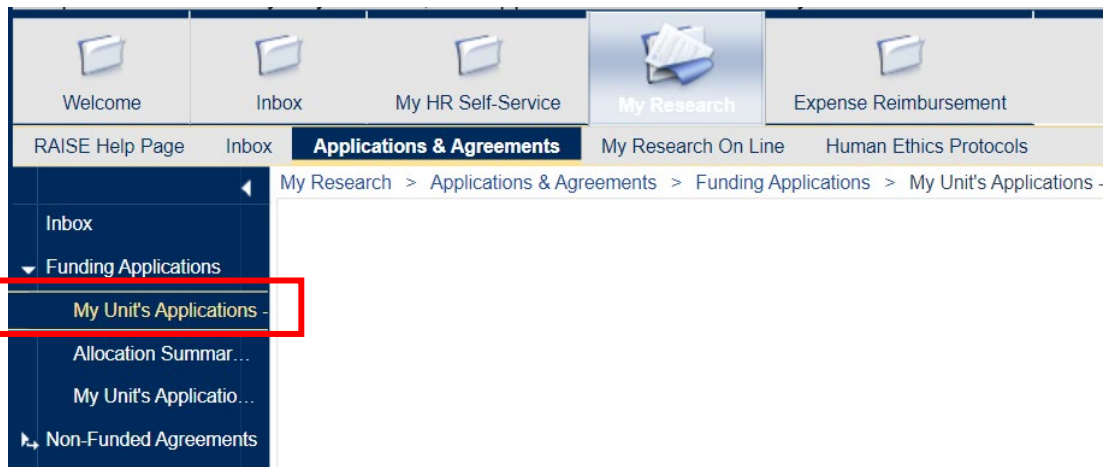 Welcome
Inbox
My HR Self-Service
My Research
Expense Reimbursement
RAISE Help Page
Inbox
Applications & Agreements
My Research On Line
Human Ethics Protocols
My Research > Applications & Agreements > Funding Applications > My Unit's Applications -
Inbox
Funding Applications
My Unit's Applications -
Allocation Summar...
My Unit's Applicatio...
Non-Funded Agreements